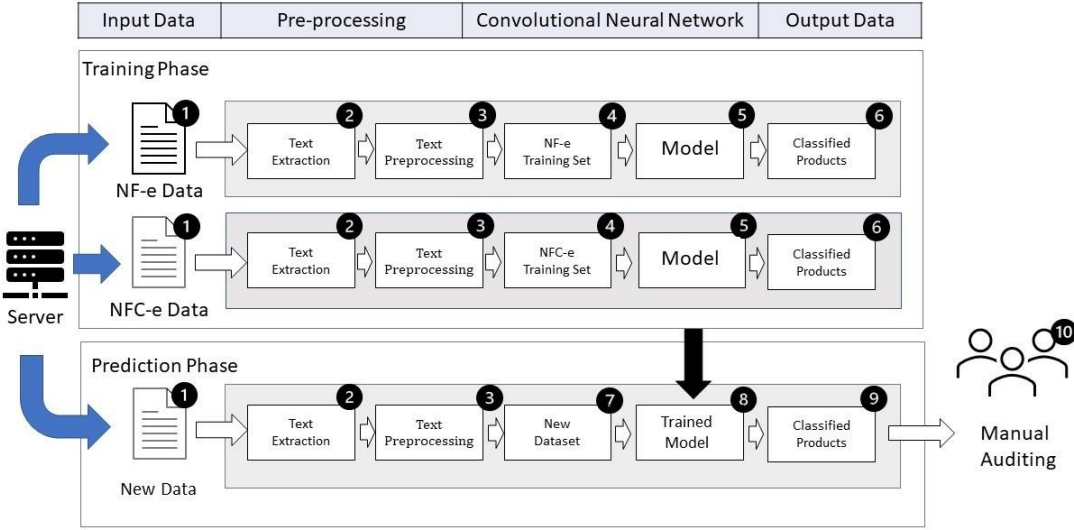 Input Data
Pre-processing
Convolutional Neural Network
Output Data
Training Phase
1
2
3
4
5
6
Text
Extraction
Text
Preprocessing
NF-e
Training Set
Model
Classified
Products
NF-e Data
1
2
3
4
5
6
Text
Extraction
Text
Preprocessing
NFC-e
Training Set
Model
Classified
Products
NFC-e Data
Server
Prediction Phase
1
2
3
7
8
9
10
Text
Extraction
Text
Preprocessing
New
Dataset
Trained
Model
Classified
Products
New Data
Manual
Auditing